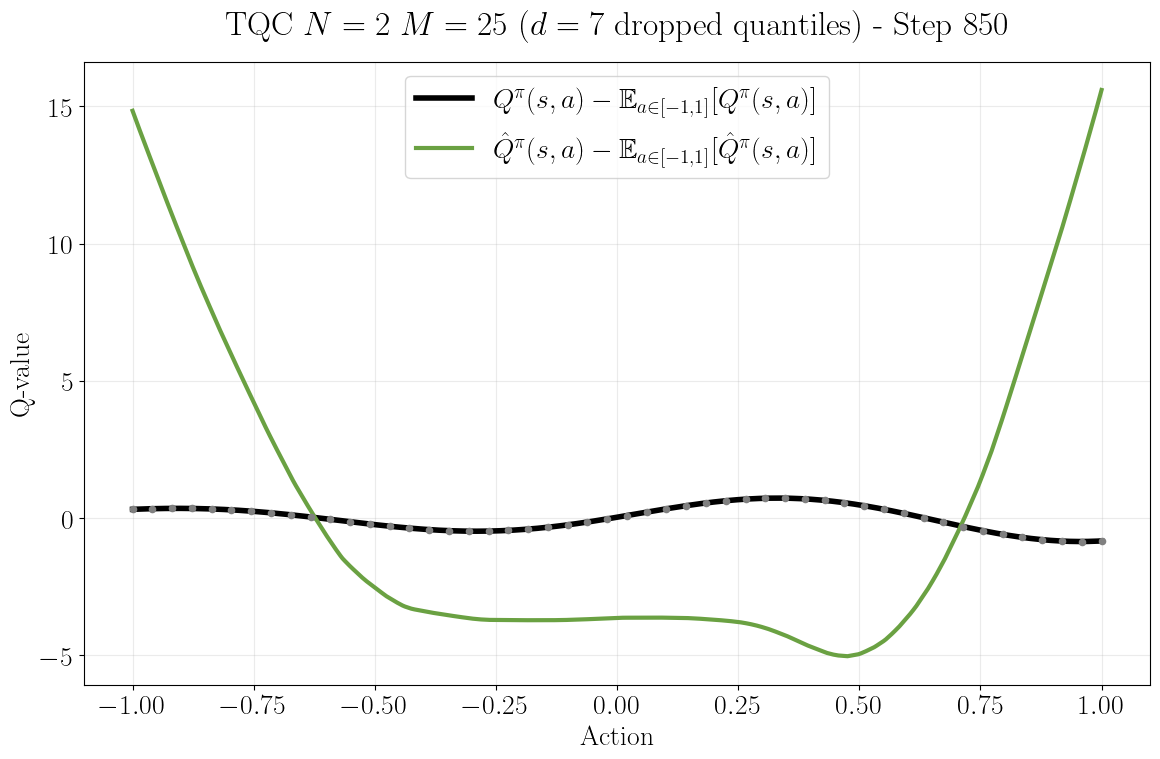 TQC N = 2 M = 25 (d = 7 dropped quantiles) - Step 850
Q^π(s, a) − 𝔼_{a∈[−1,1]}[Q^π(s, a)]
Q̂^π(s, a) − 𝔼_{a∈[−1,1]}[Q̂^π(s, a)]
15
10
5
0
−5
Q-value
−1.00 −0.75 −0.50 −0.25 0.00 0.25 0.50 0.75 1.00
Action